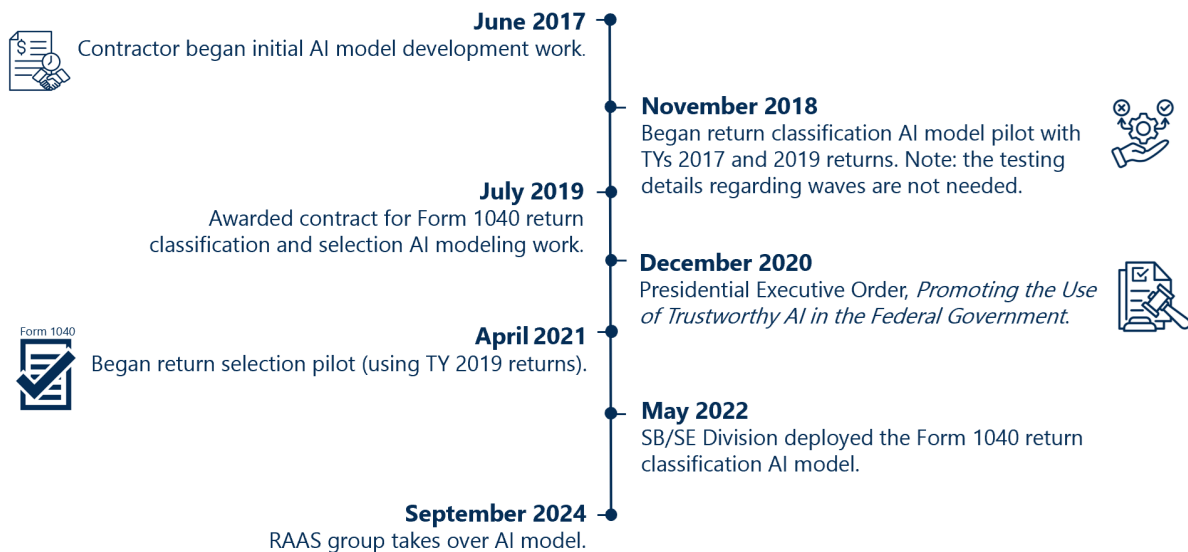 June 2017
Contractor began initial AI model development work.
November 2018
Began return classification AI model pilot with
TYs 2017 and 2019 returns. Note: the testing
details regarding waves are not needed.
July 2019
Awarded contract for Form 1040 return
classification and selection AI modeling work.
December 2020
Presidential Executive Order, Promoting the Use
of Trustworthy AI in the Federal Government.
Form 1040
April 2021
Began return selection pilot (using TY 2019 returns).
May 2022
SB/SE Division deployed the Form 1040 return
classification AI model.
September 2024
RAAS group takes over AI model.